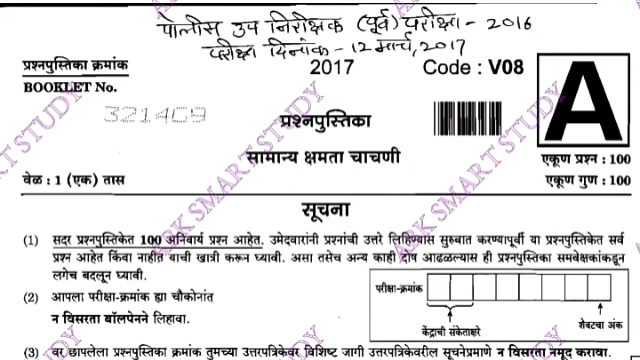 पोलीस उप निरीक्षक (पूर्व) परीक्षा - 2016
परीक्षा दिनांक - 12 मार्च, 2017
प्रश्नपुस्तिका क्रमांक
BOOKLET No.
321409
2017
Code : V08
A
प्रश्नपुस्तिका
सामान्य क्षमता चाचणी
वेळ : 1 (एक) तास
एकूण प्रश्न : 100
एकूण गुण : 100
सूचना
(1) सदर प्रश्नपुस्तिकेत 100 अनिवार्य प्रश्न आहेत. उमेदवारांनी प्रश्नांची उत्तरे लिहिण्यास सुरुवात करण्यापूर्वी या प्रश्नपुस्तिकेत सर्व
प्रश्न आहेत किंवा नाहीत याची खात्री करून घ्यावी. असा तसेच अन्य काही दोष आढळल्यास ही प्रश्नपुस्तिका समवेक्षकांकडून
लगेच बदलून घ्यावी.
(2) आपला परीक्षा-क्रमांक ह्या चौकोनांत
न विसरता बॉलपेनने लिहावा.
परीक्षा-क्रमांक
केंद्राची संकेताक्षरे
शेवटचा अंक
(3) वर छापलेला प्रश्नपुस्तिका क्रमांक तुमच्या उत्तरपत्रिकेवर विशिष्ट जागी उत्तरपत्रिकेवरील सूचनेप्रमाणे न विसरता नमूद करावा.
ARK SMART STUDY